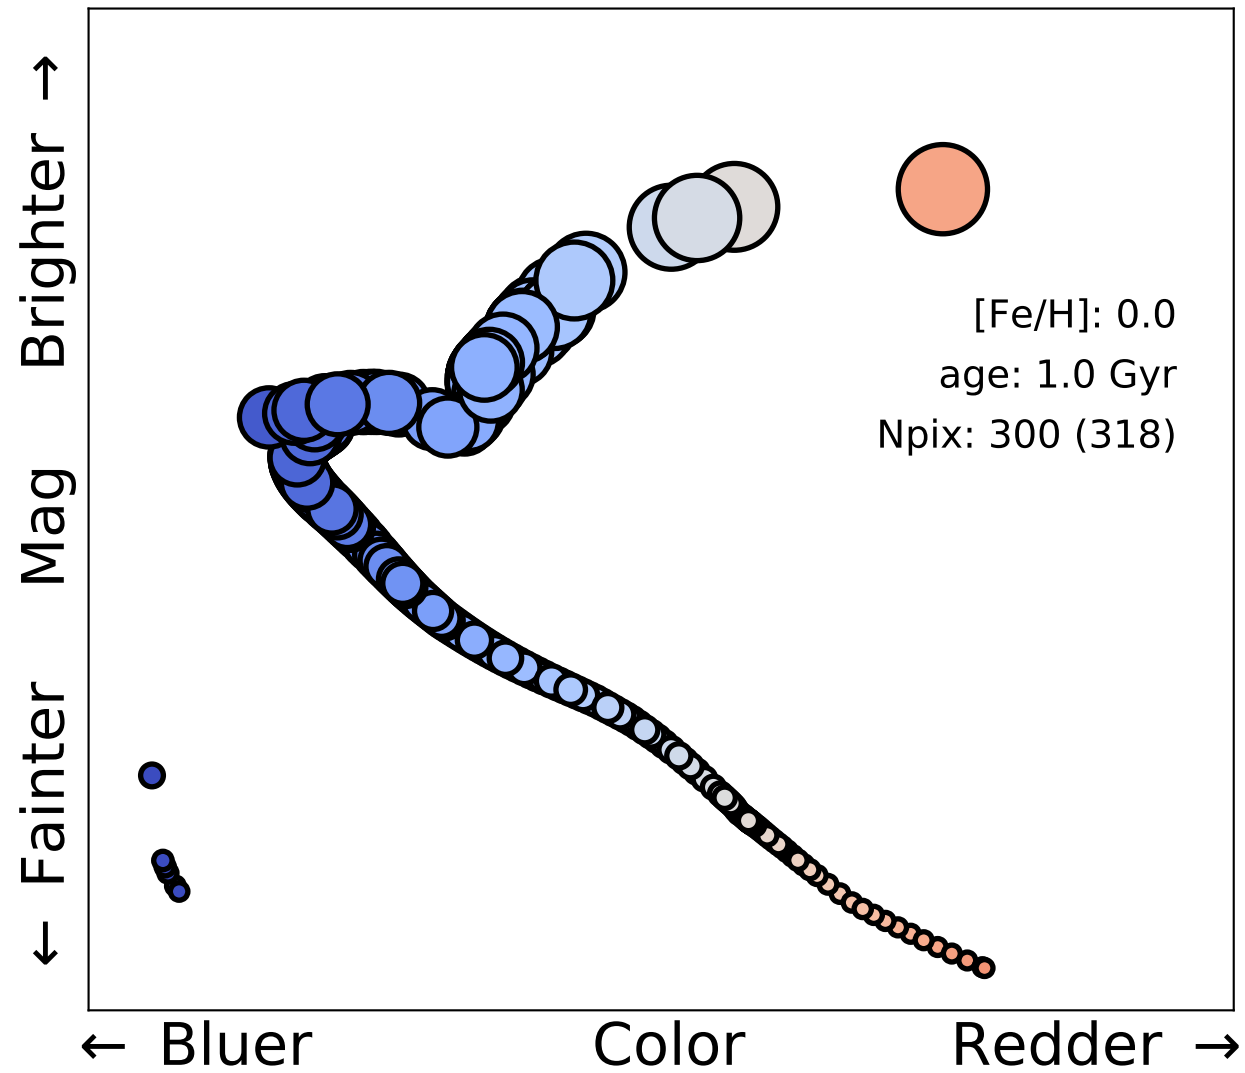 ← Fainter Mag Brighter →
[Fe/H]: 0.0
age: 1.0 Gyr
Npix: 300 (318)
← Bluer Color Redder →